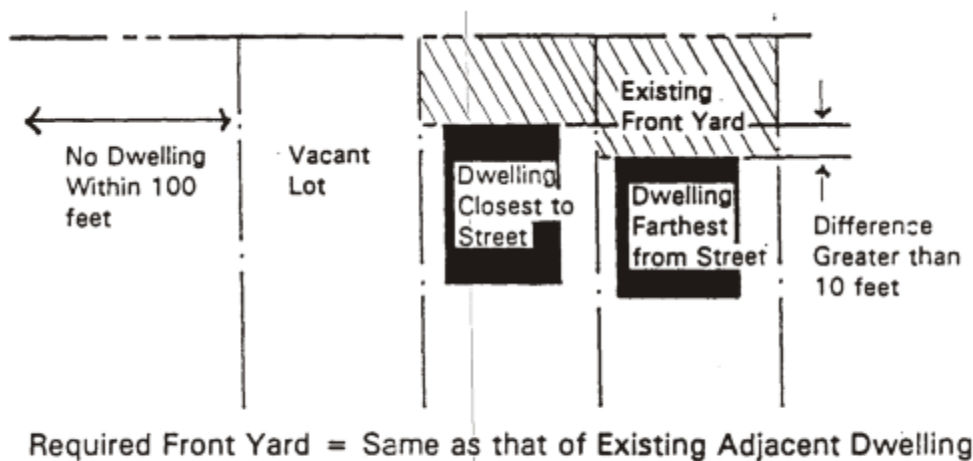 No Dwelling
Within 100
feet
Vacant
Lot
Dwelling
Closest to
Street
Existing
Front Yard
Dwelling
Farthest
from Street
Difference
Greater than
10 feet
Required Front Yard = Same as that of Existing Adjacent Dwelling